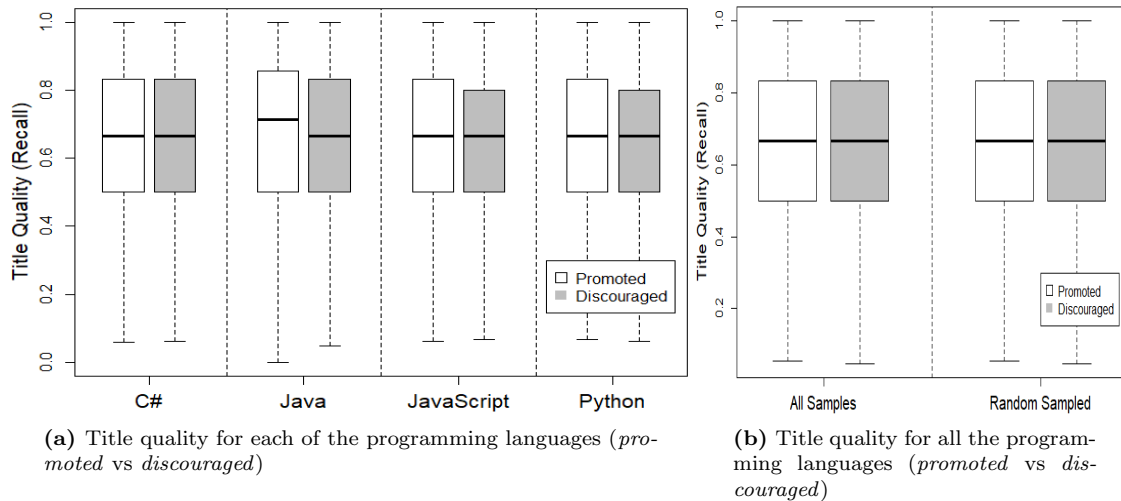 Title Quality (Recall)
1.0
0.8
0.6
0.4
0.2
0.0
Promoted
Discouraged
C#
Java
JavaScript
Python
(a) Title quality for each of the programming languages (pro-
moted vs discouraged)
Title Quality (Recall)
1.0
0.8
0.6
0.4
0.2
Promoted
Discouraged
All Samples
Random Sampled
(b) Title quality for all the program-
ming languages (promoted vs dis-
couraged)